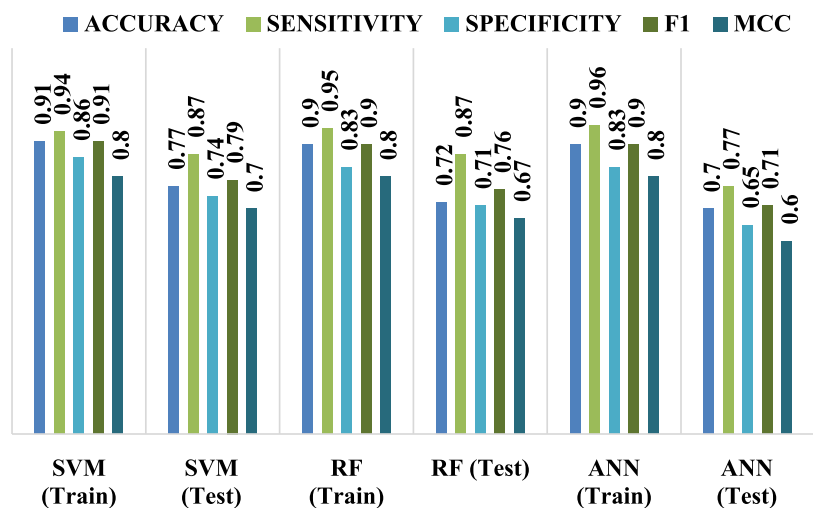 ACCURACY SENSITIVITY SPECIFICITY F1 MCC
0.91
0.94
0.86
0.91
0.8
0.77
0.87
0.74
0.79
0.7
0.9
0.95
0.83
0.9
0.8
0.72
0.87
0.71
0.76
0.67
0.9
0.96
0.83
0.9
0.8
0.7
0.77
0.65
0.71
0.6
SVM
(Train)
SVM
(Test)
RF
(Train)
RF (Test)
ANN
(Train)
ANN
(Test)